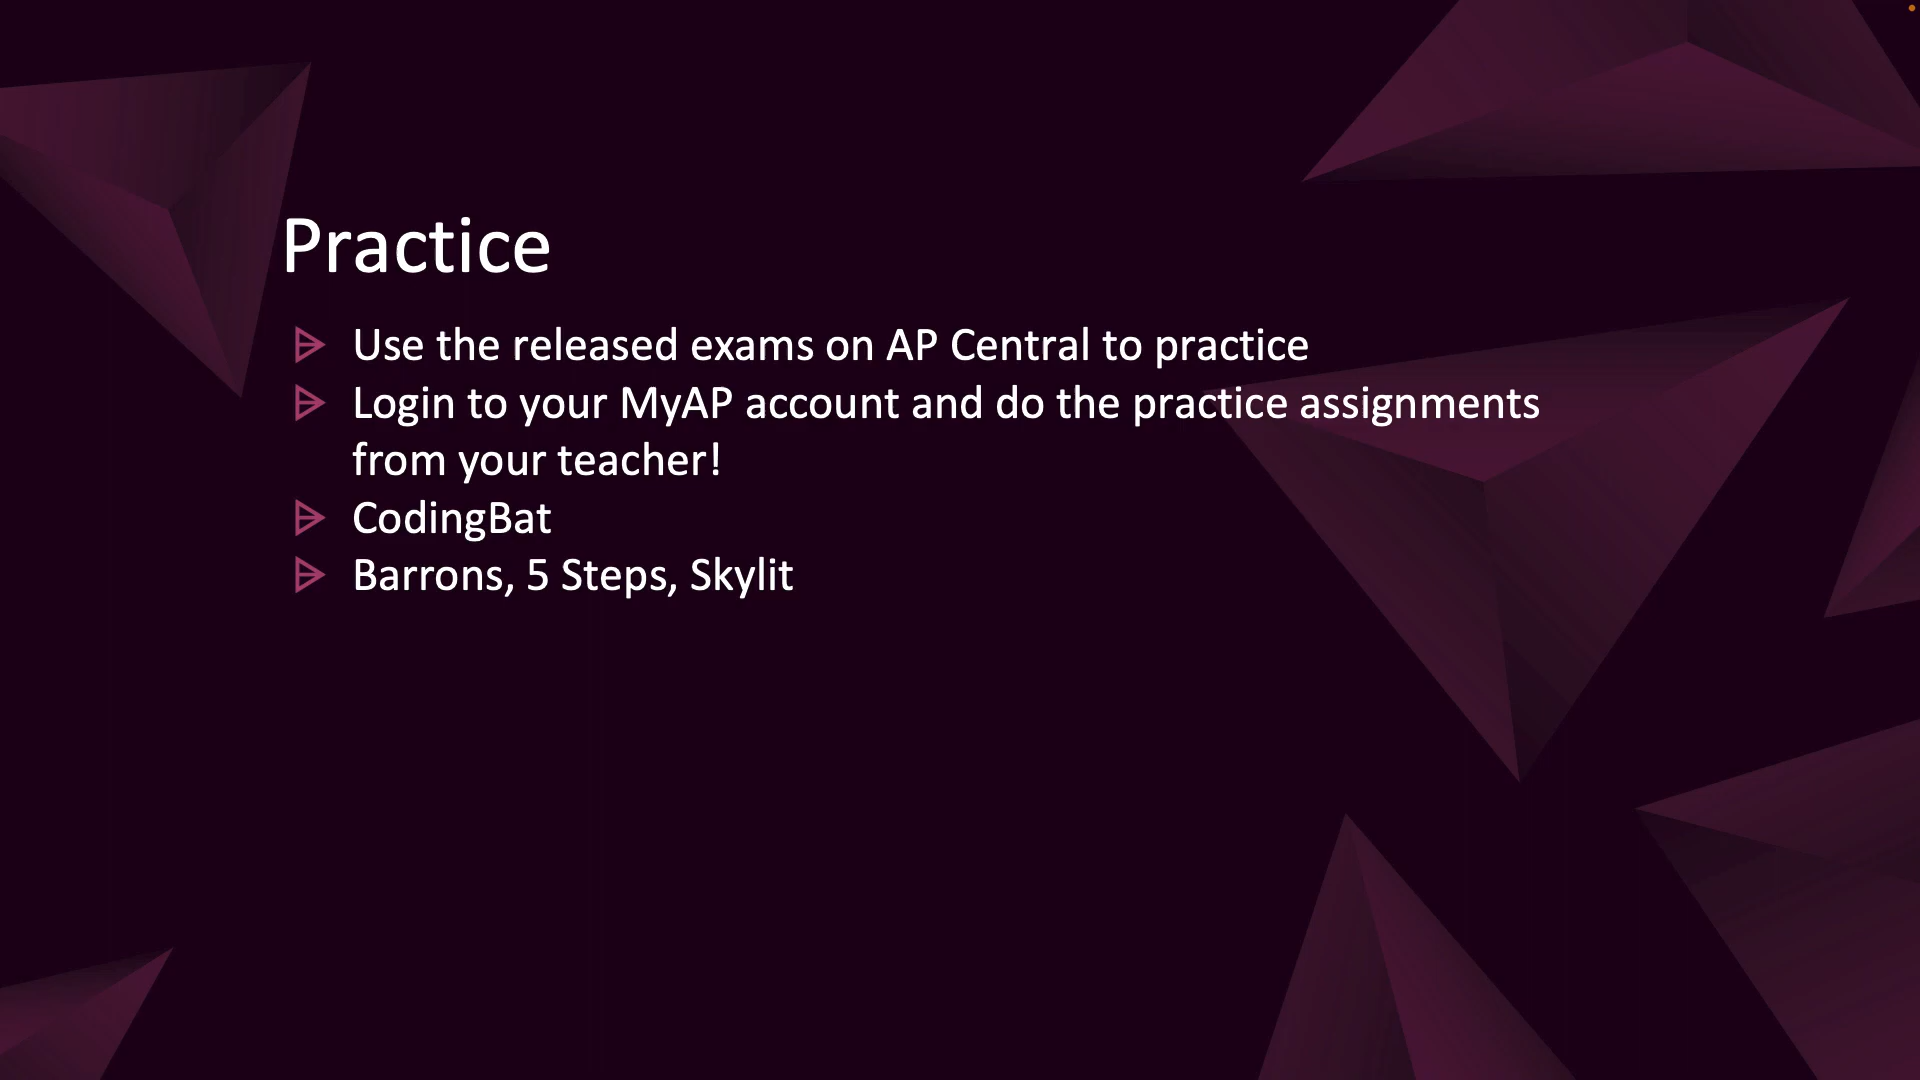 Practice
Use the released exams on AP Central to practice
Login to your MyAP account and do the practice assignments
from your teacher!
CodingBat
Barrons, 5 Steps, Skylit